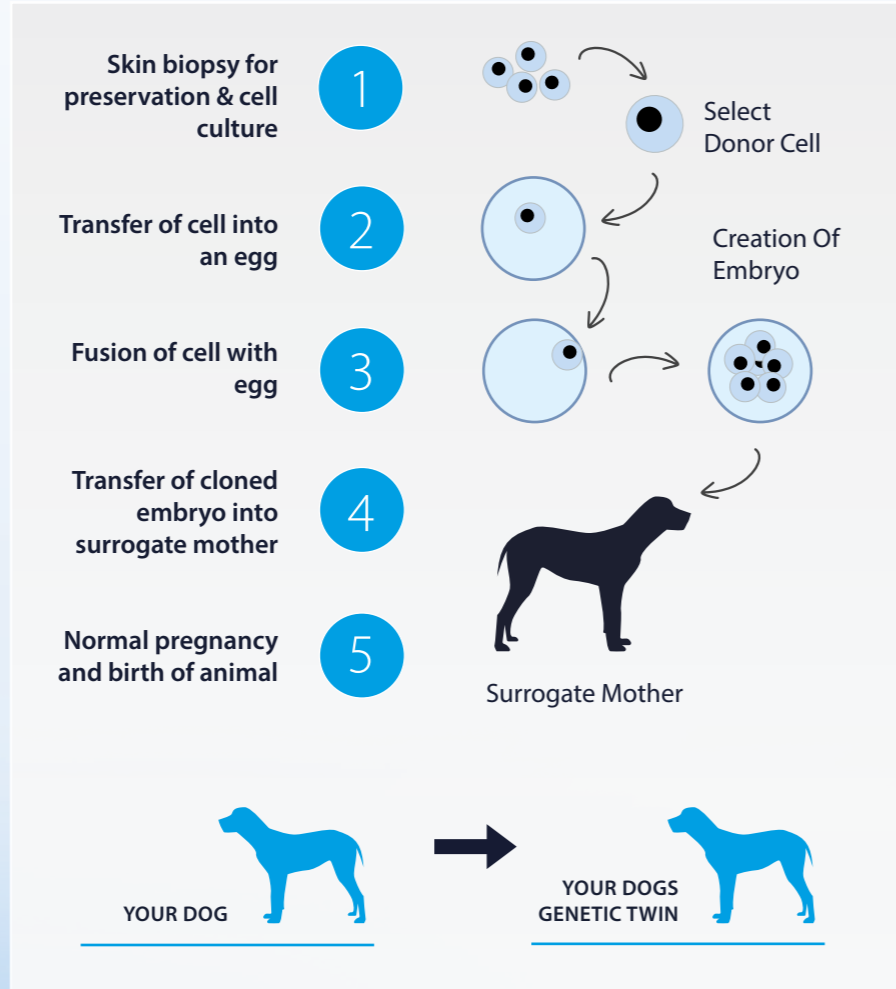 Skin biopsy for
preservation & cell
culture
1
Select
Donor Cell
Transfer of cell into
an egg
2
Creation Of
Embryo
Fusion of cell with
egg
3
Transfer of cloned
embryo into
surrogate mother
4
Normal pregnancy
and birth of animal
5
Surrogate Mother
YOUR DOG
YOUR DOGS
GENETIC TWIN